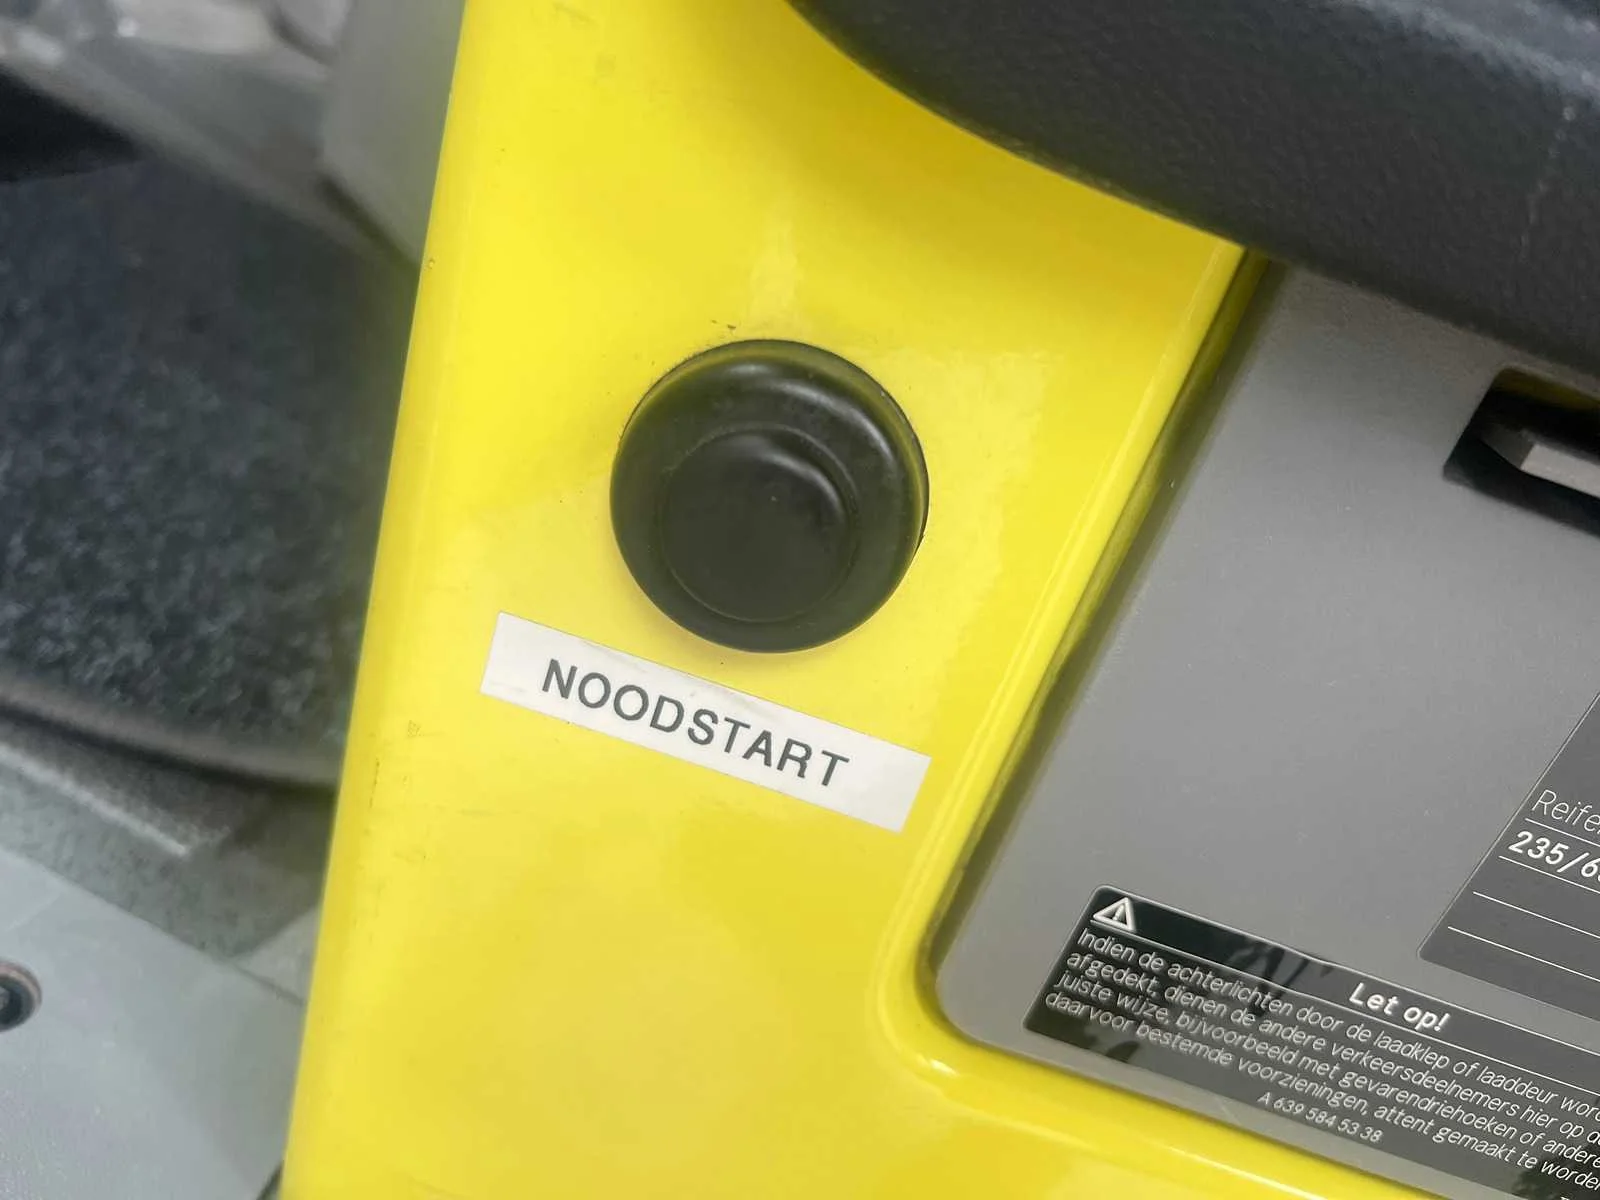 NOODSTART
Reife
235/6
Let op!
Indien de achterlichten door de laadklep of laaddeur
afgedekt, dienen de andere verkeersdeelnemers hier op
juiste wijze, bijvoorbeeld met gevarendriehoeken of andere
daarvoor bestemde voorzieningen, attent gemaakt te worden
A 639 584 53 38